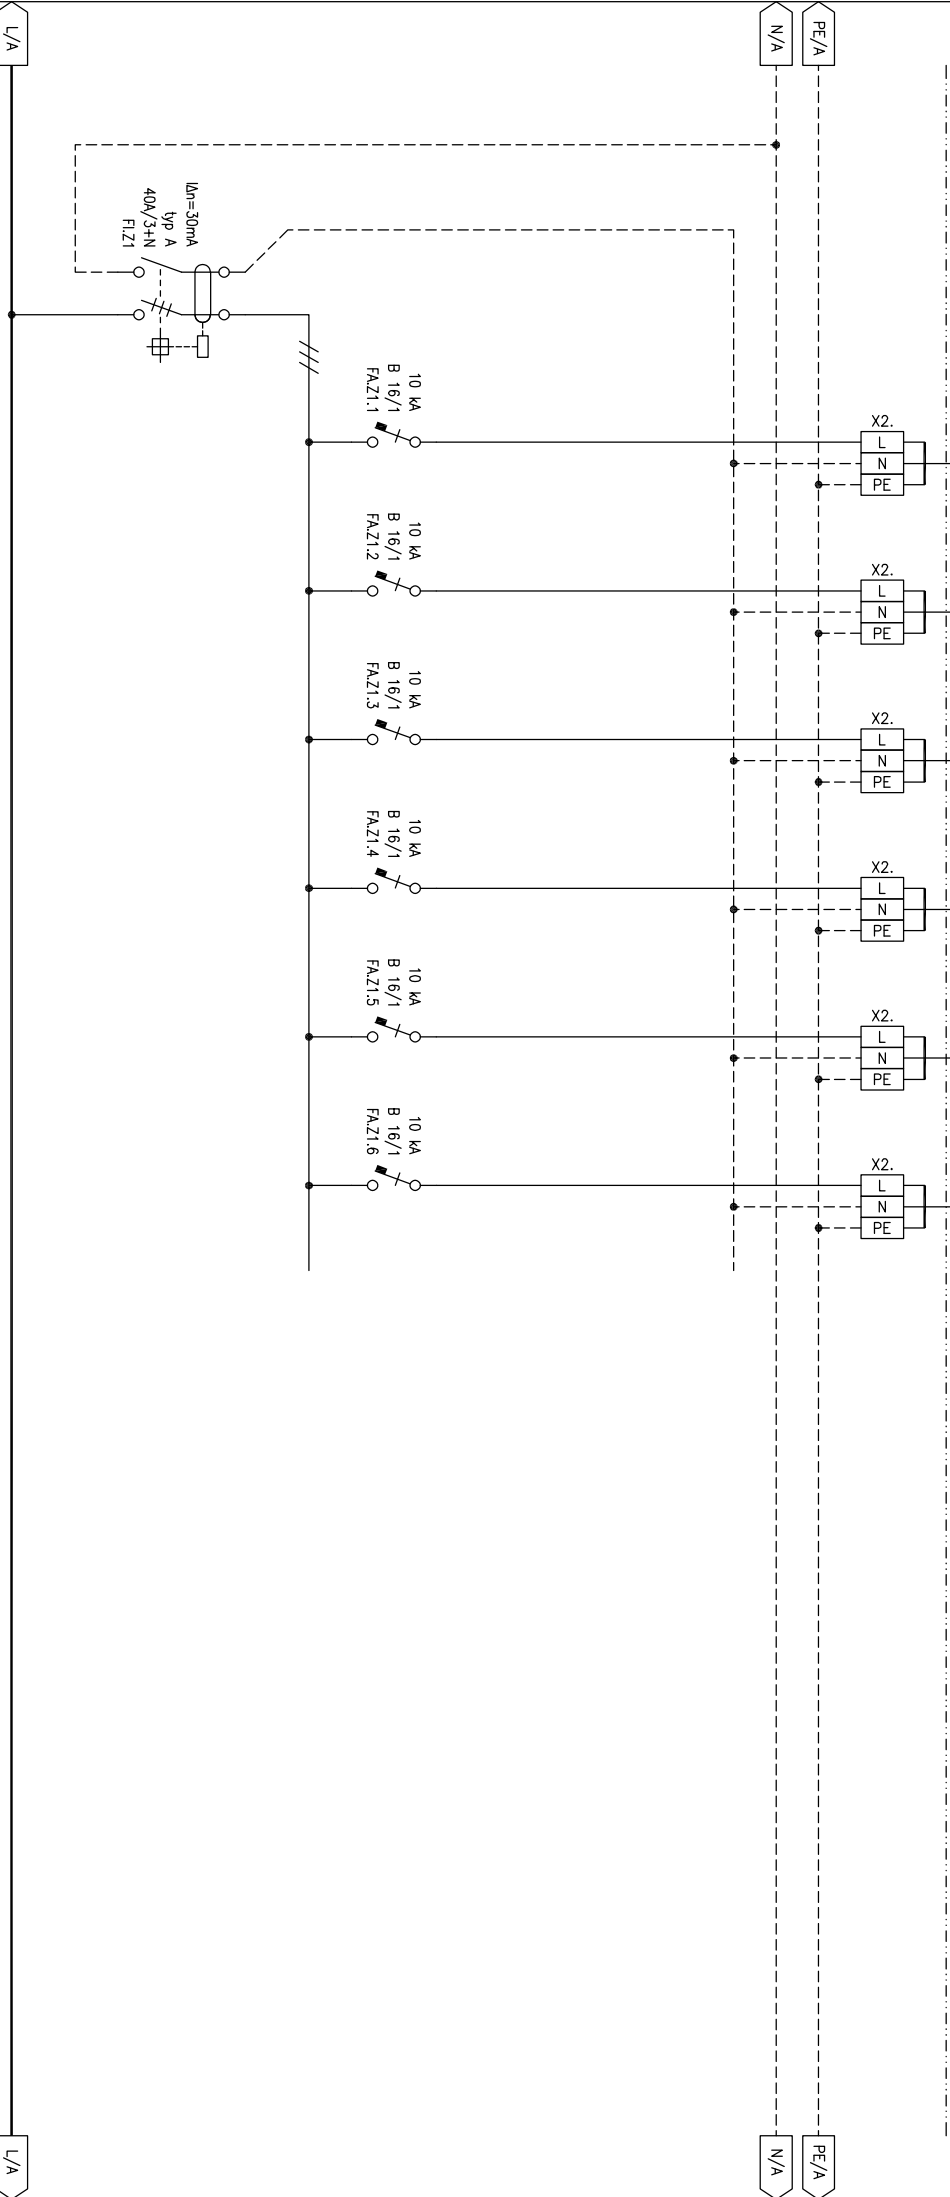 L/A
N/A
PE/A
IΔn=30mA
typ A
40A/3+N
FI.Z1
10 kA
B 16/1
FA.Z1.1
X2.
L
N
PE
10 kA
B 16/1
FA.Z1.2
X2.
L
N
PE
10 kA
B 16/1
FA.Z1.3
X2.
L
N
PE
10 kA
B 16/1
FA.Z1.4
X2.
L
N
PE
10 kA
B 16/1
FA.Z1.5
X2.
L
N
PE
10 kA
B 16/1
FA.Z1.6
X2.
L
N
PE
L/A
N/A
PE/A